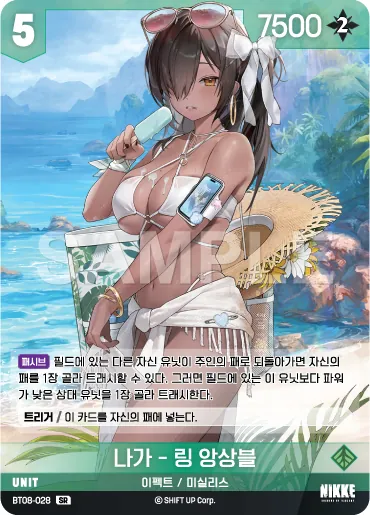 5
7500
2
SAMPLE
패시브 필드에 있는 다른 자신 유닛이 주인의 패로 되돌아가면 자신의
패를 1장 골라 트래시할 수 있다. 그러면 필드에 있는 이 유닛보다 파워
가 낮은 상대 유닛을 1장 골라 트래시한다.
트리거 / 이 카드를 자신의 패에 넣는다.
나가 – 링 앙상블
UNIT
이펙트 / 미실리스
BT08-028 SR
© SHIFT UP Corp.
NIKKE